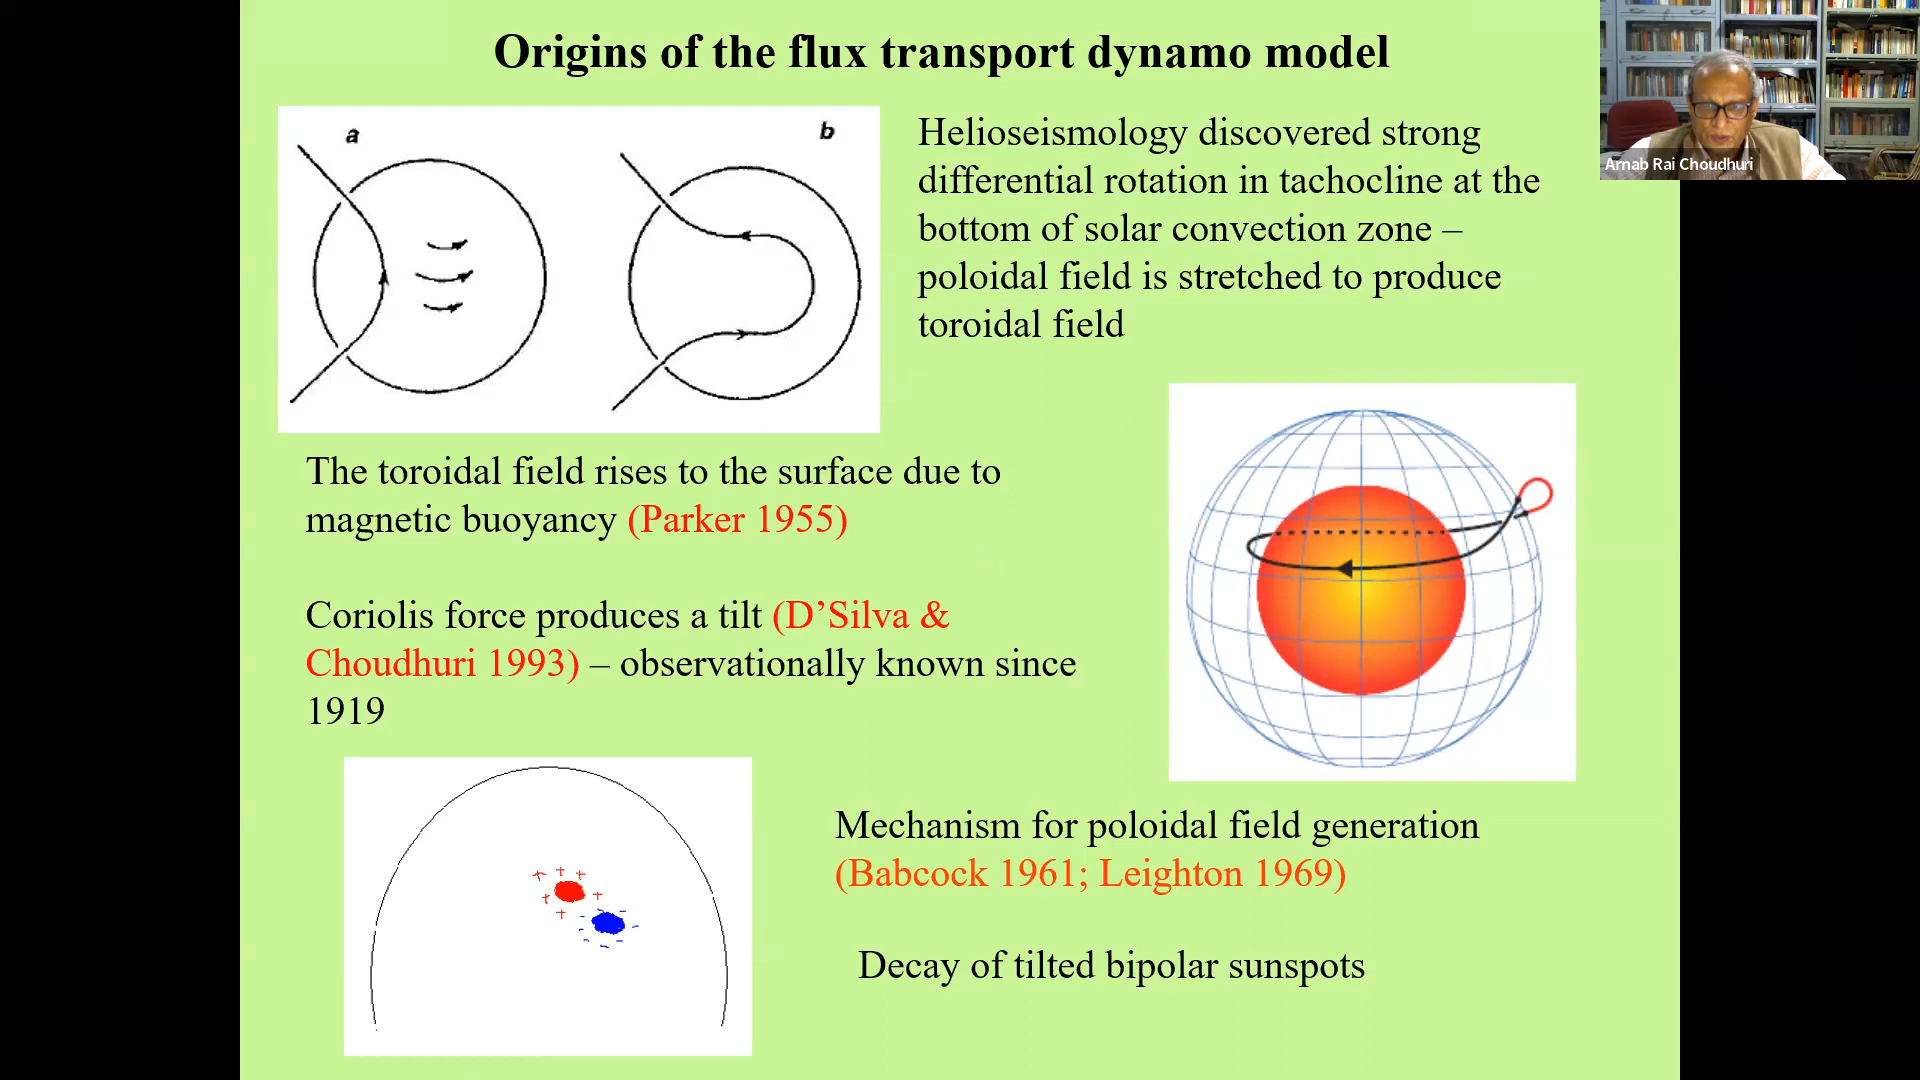 Origins of the flux transport dynamo model
a
b
Helioseismology discovered strong
differential rotation in tachocline at the
bottom of solar convection zone –
poloidal field is stretched to produce
toroidal field
The toroidal field rises to the surface due to
magnetic buoyancy (Parker 1955)
Coriolis force produces a tilt (D’Silva &
Choudhuri 1993) – observationally known since
1919
Mechanism for poloidal field generation
(Babcock 1961; Leighton 1969)
Decay of tilted bipolar sunspots
Arnab Rai Choudhuri